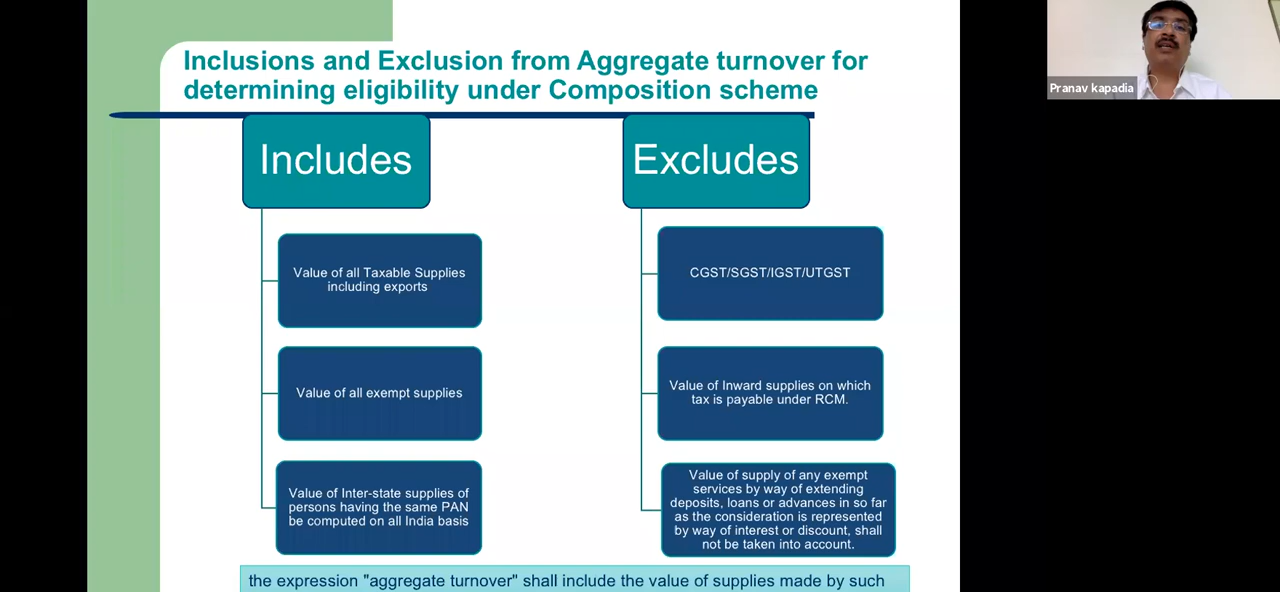 Inclusions and Exclusion from Aggregate turnover for
determining eligibility under Composition scheme
Includes
Value of all Taxable Supplies
including exports
Value of all exempt supplies
Value of Inter-state supplies of
persons having the same PAN
be computed on all India basis
Excludes
CGST/SGST/IGST/UTGST
Value of Inward supplies on which
tax is payable under RCM.
Value of supply of any exempt
services by way of extending
deposits, loans or advances in so far
as the consideration is represented
by way of interest or discount, shall
not be taken into account.
the expression "aggregate turnover" shall include the value of supplies made by such
Pranav kapadia